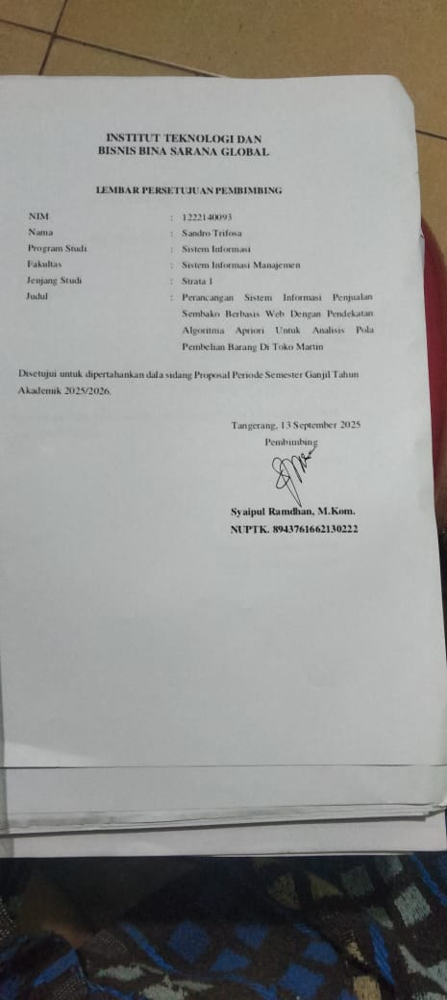 INSTITUT TEKNOLOGI DAN
BISNIS BINA SARANA GLOBAL
LEMBAR PERSETUJUAN PEMBIMBING
NIM : 1222140093
Nama : Sandro Trifosa
Program Studi : Sistem Informasi
Fakultas : Sistem Informasi Manajemen
Jenjang Studi : Strata 1
Judul : Perancangan Sistem Informasi Penjualan
Sembako Berbasis Web Dengan Pendekatan
Algoritma Apriori Untuk Analisis Pola
Pembelian Barang Di Toko Martin
Disetujui untuk dipertahankan dala sidang Proposal Periode Semester Ganjil Tahun
Akademik 2025/2026.
Tangerang, 13 September 2025
Pembimbing
Syaipul Ramdhan, M.Kom.
NUPTK. 8943761662130222